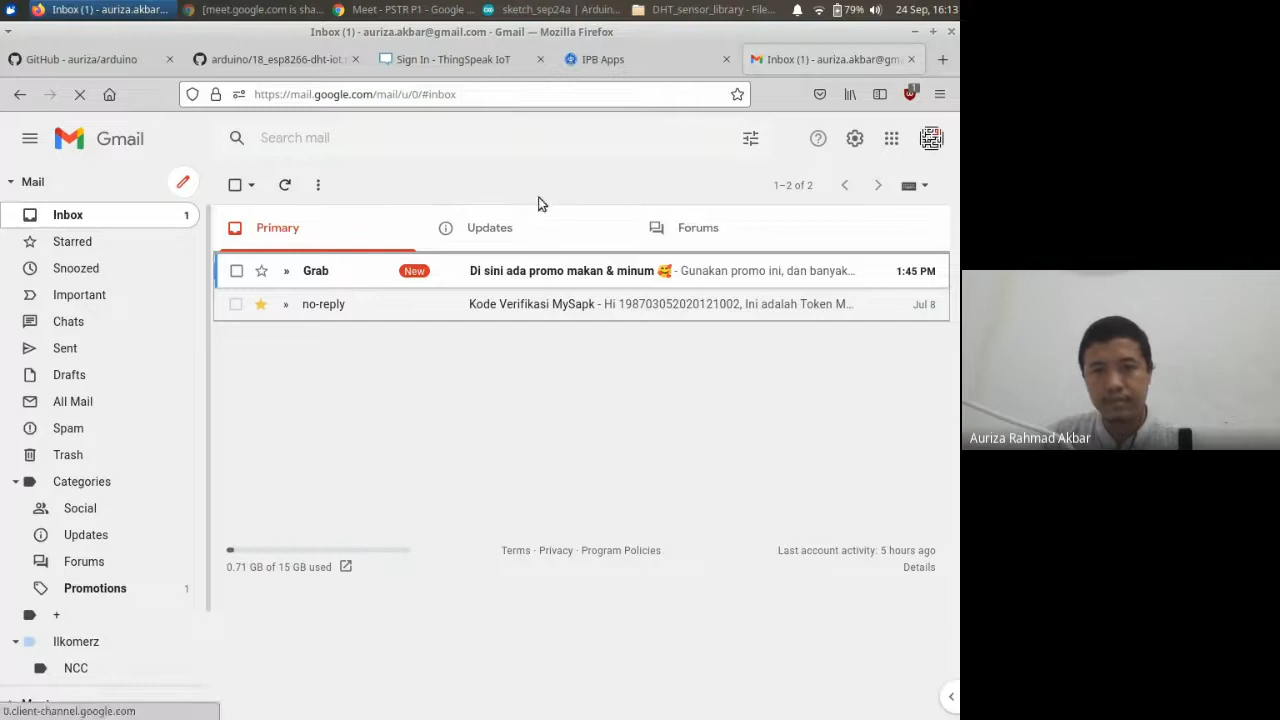 Inbox (1) - auriza.akbar...
[meet.google.com is sha...
Meet - PSTR P1 - Google ...
sketch_sep24a | Arduin...
DHT_sensor_library - File...
79%
24 Sep, 16:13
Inbox (1) - auriza.akbar@gmail.com - Gmail — Mozilla Firefox
GitHub - auriza/arduino
arduino/18_esp8266-dht-iot.
Sign In - ThingSpeak IoT
IPB Apps
Inbox (1) - auriza.akbar@gma
https://mail.google.com/mail/u/0/#inbox
1
Gmail
Search mail
Mail
1–2 of 2
Inbox 1
Starred
Snoozed
Important
Chats
Sent
Drafts
All Mail
Spam
Trash
Categories
Social
Updates
Forums
Promotions 1
+
Ilkomerz
NCC
Primary
Updates
Forums
» Grab New Di sini ada promo makan & minum 🥰 - Gunakan promo ini, dan banyak... 1:45 PM
» no-reply Kode Verifikasi MySapk - Hi 198703052020121002, Ini adalah Token M... Jul 8
Terms · Privacy · Program Policies
Last account activity: 5 hours ago
0.71 GB of 15 GB used
Details
0.client-channel.google.com
Auriza Rahmad Akbar